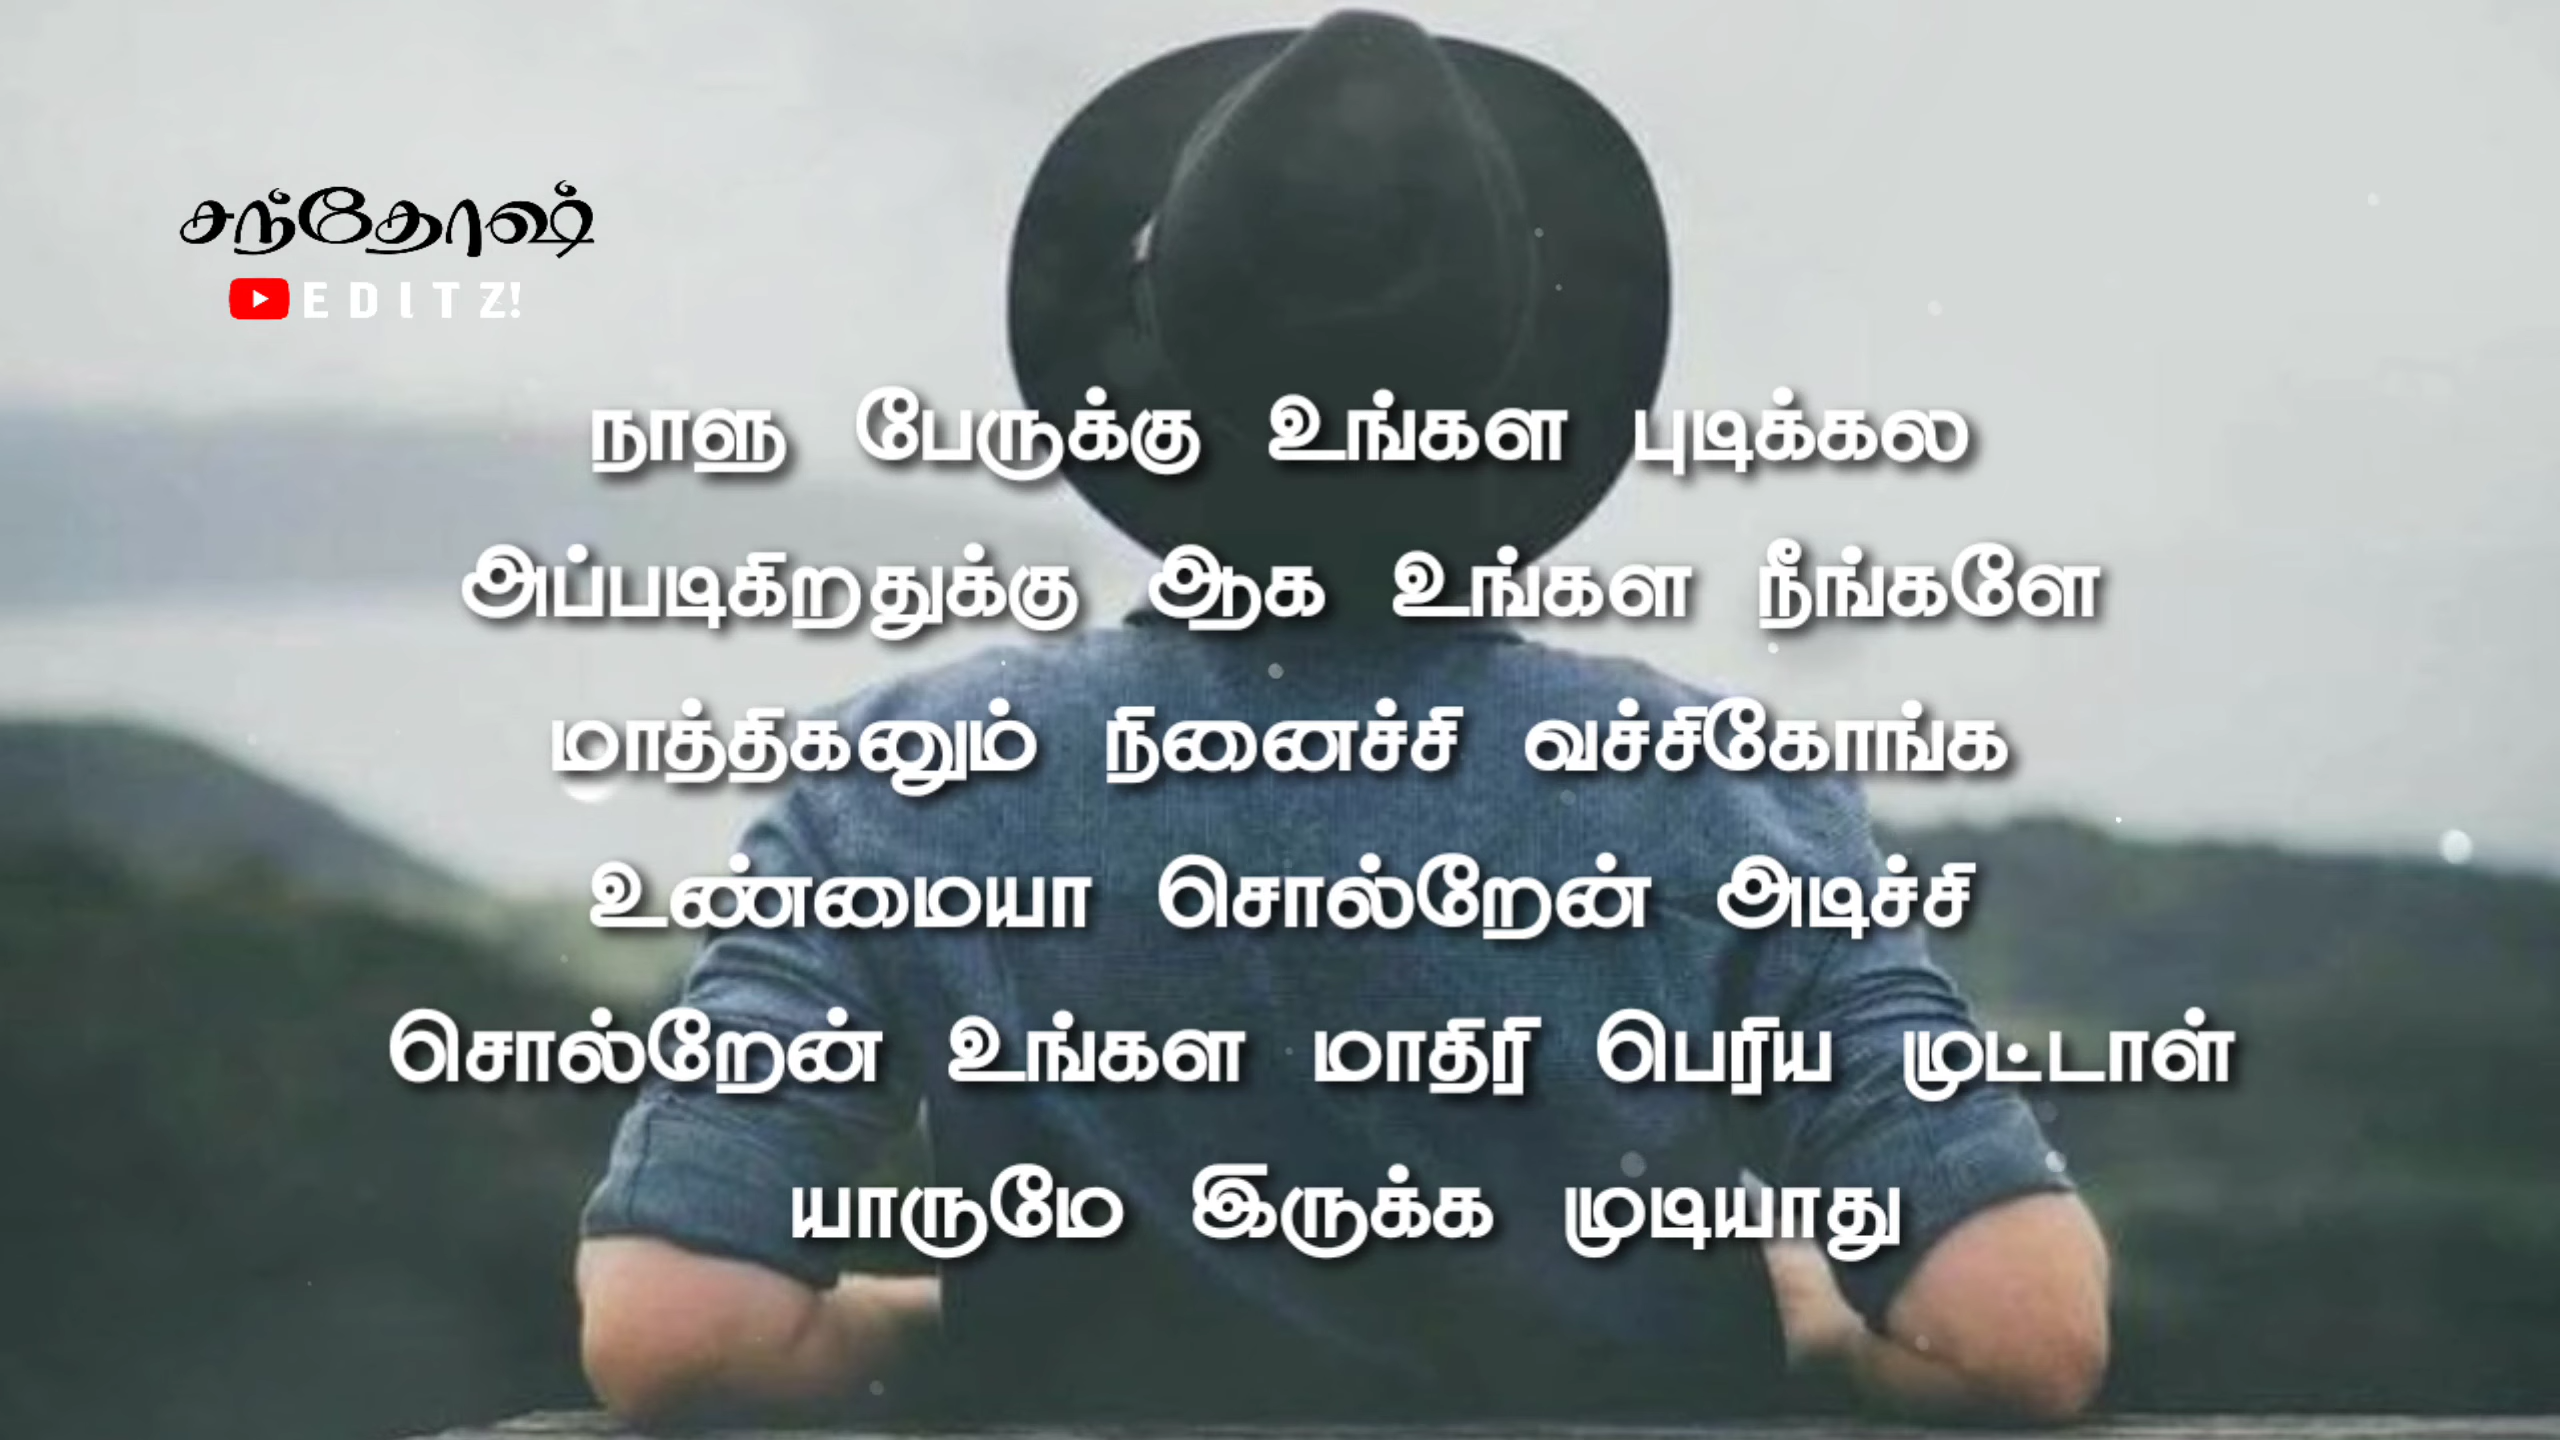 சந்தோஷ்
EDITZ!
நாளு பேருக்கு உங்கள புடிக்கல
அப்படிகிறதுக்கு ஆக உங்கள நீங்களே
மாத்திகனும் நினைச்சி வச்சிகோங்க
உண்மையா சொல்றேன் அடிச்சி
சொல்றேன் உங்கள மாதிரி பெரிய முட்டாள்
யாருமே இருக்க முடியாது